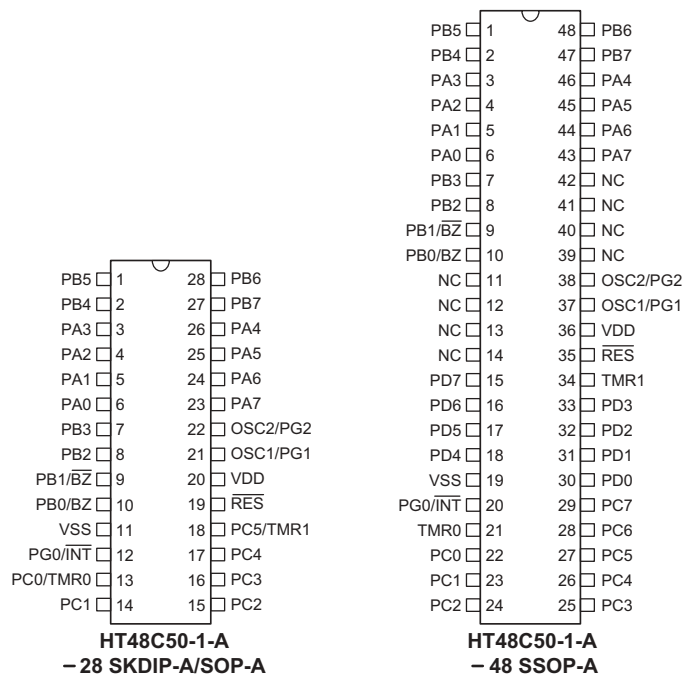 PB5 1 28 PB6
PB4 2 27 PB7
PA3 3 26 PA4
PA2 4 25 PA5
PA1 5 24 PA6
PA0 6 23 PA7
PB3 7 22 OSC2/PG2
PB2 8 21 OSC1/PG1
PB1/B̅Z̅ 9 20 VDD
PB0/BZ 10 19 R̅E̅S̅
VSS 11 18 PC5/TMR1
PG0/I̅N̅T̅ 12 17 PC4
PC0/TMR0 13 16 PC3
PC1 14 15 PC2
HT48C50-1-A
– 28 SKDIP-A/SOP-A
PB5 1 48 PB6
PB4 2 47 PB7
PA3 3 46 PA4
PA2 4 45 PA5
PA1 5 44 PA6
PA0 6 43 PA7
PB3 7 42 NC
PB2 8 41 NC
PB1/B̅Z̅ 9 40 NC
PB0/BZ 10 39 NC
NC 11 38 OSC2/PG2
NC 12 37 OSC1/PG1
NC 13 36 VDD
NC 14 35 R̅E̅S̅
PD7 15 34 TMR1
PD6 16 33 PD3
PD5 17 32 PD2
PD4 18 31 PD1
VSS 19 30 PD0
PG0/I̅N̅T̅ 20 29 PC7
TMR0 21 28 PC6
PC0 22 27 PC5
PC1 23 26 PC4
PC2 24 25 PC3
HT48C50-1-A
– 48 SSOP-A